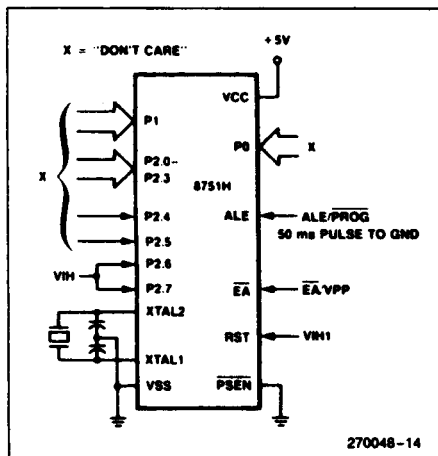 X = "DON'T CARE"
+5V
VCC
P1
P0
X
P2.0-
P2.3
8751H
X
P2.4
ALE
ALE/PROG
50 ms PULSE TO GND
P2.5
VIH
P2.6
P2.7
EA
EA/VPP
XTAL2
RST
VIH1
XTAL1
VSS
PSEN
270048-14